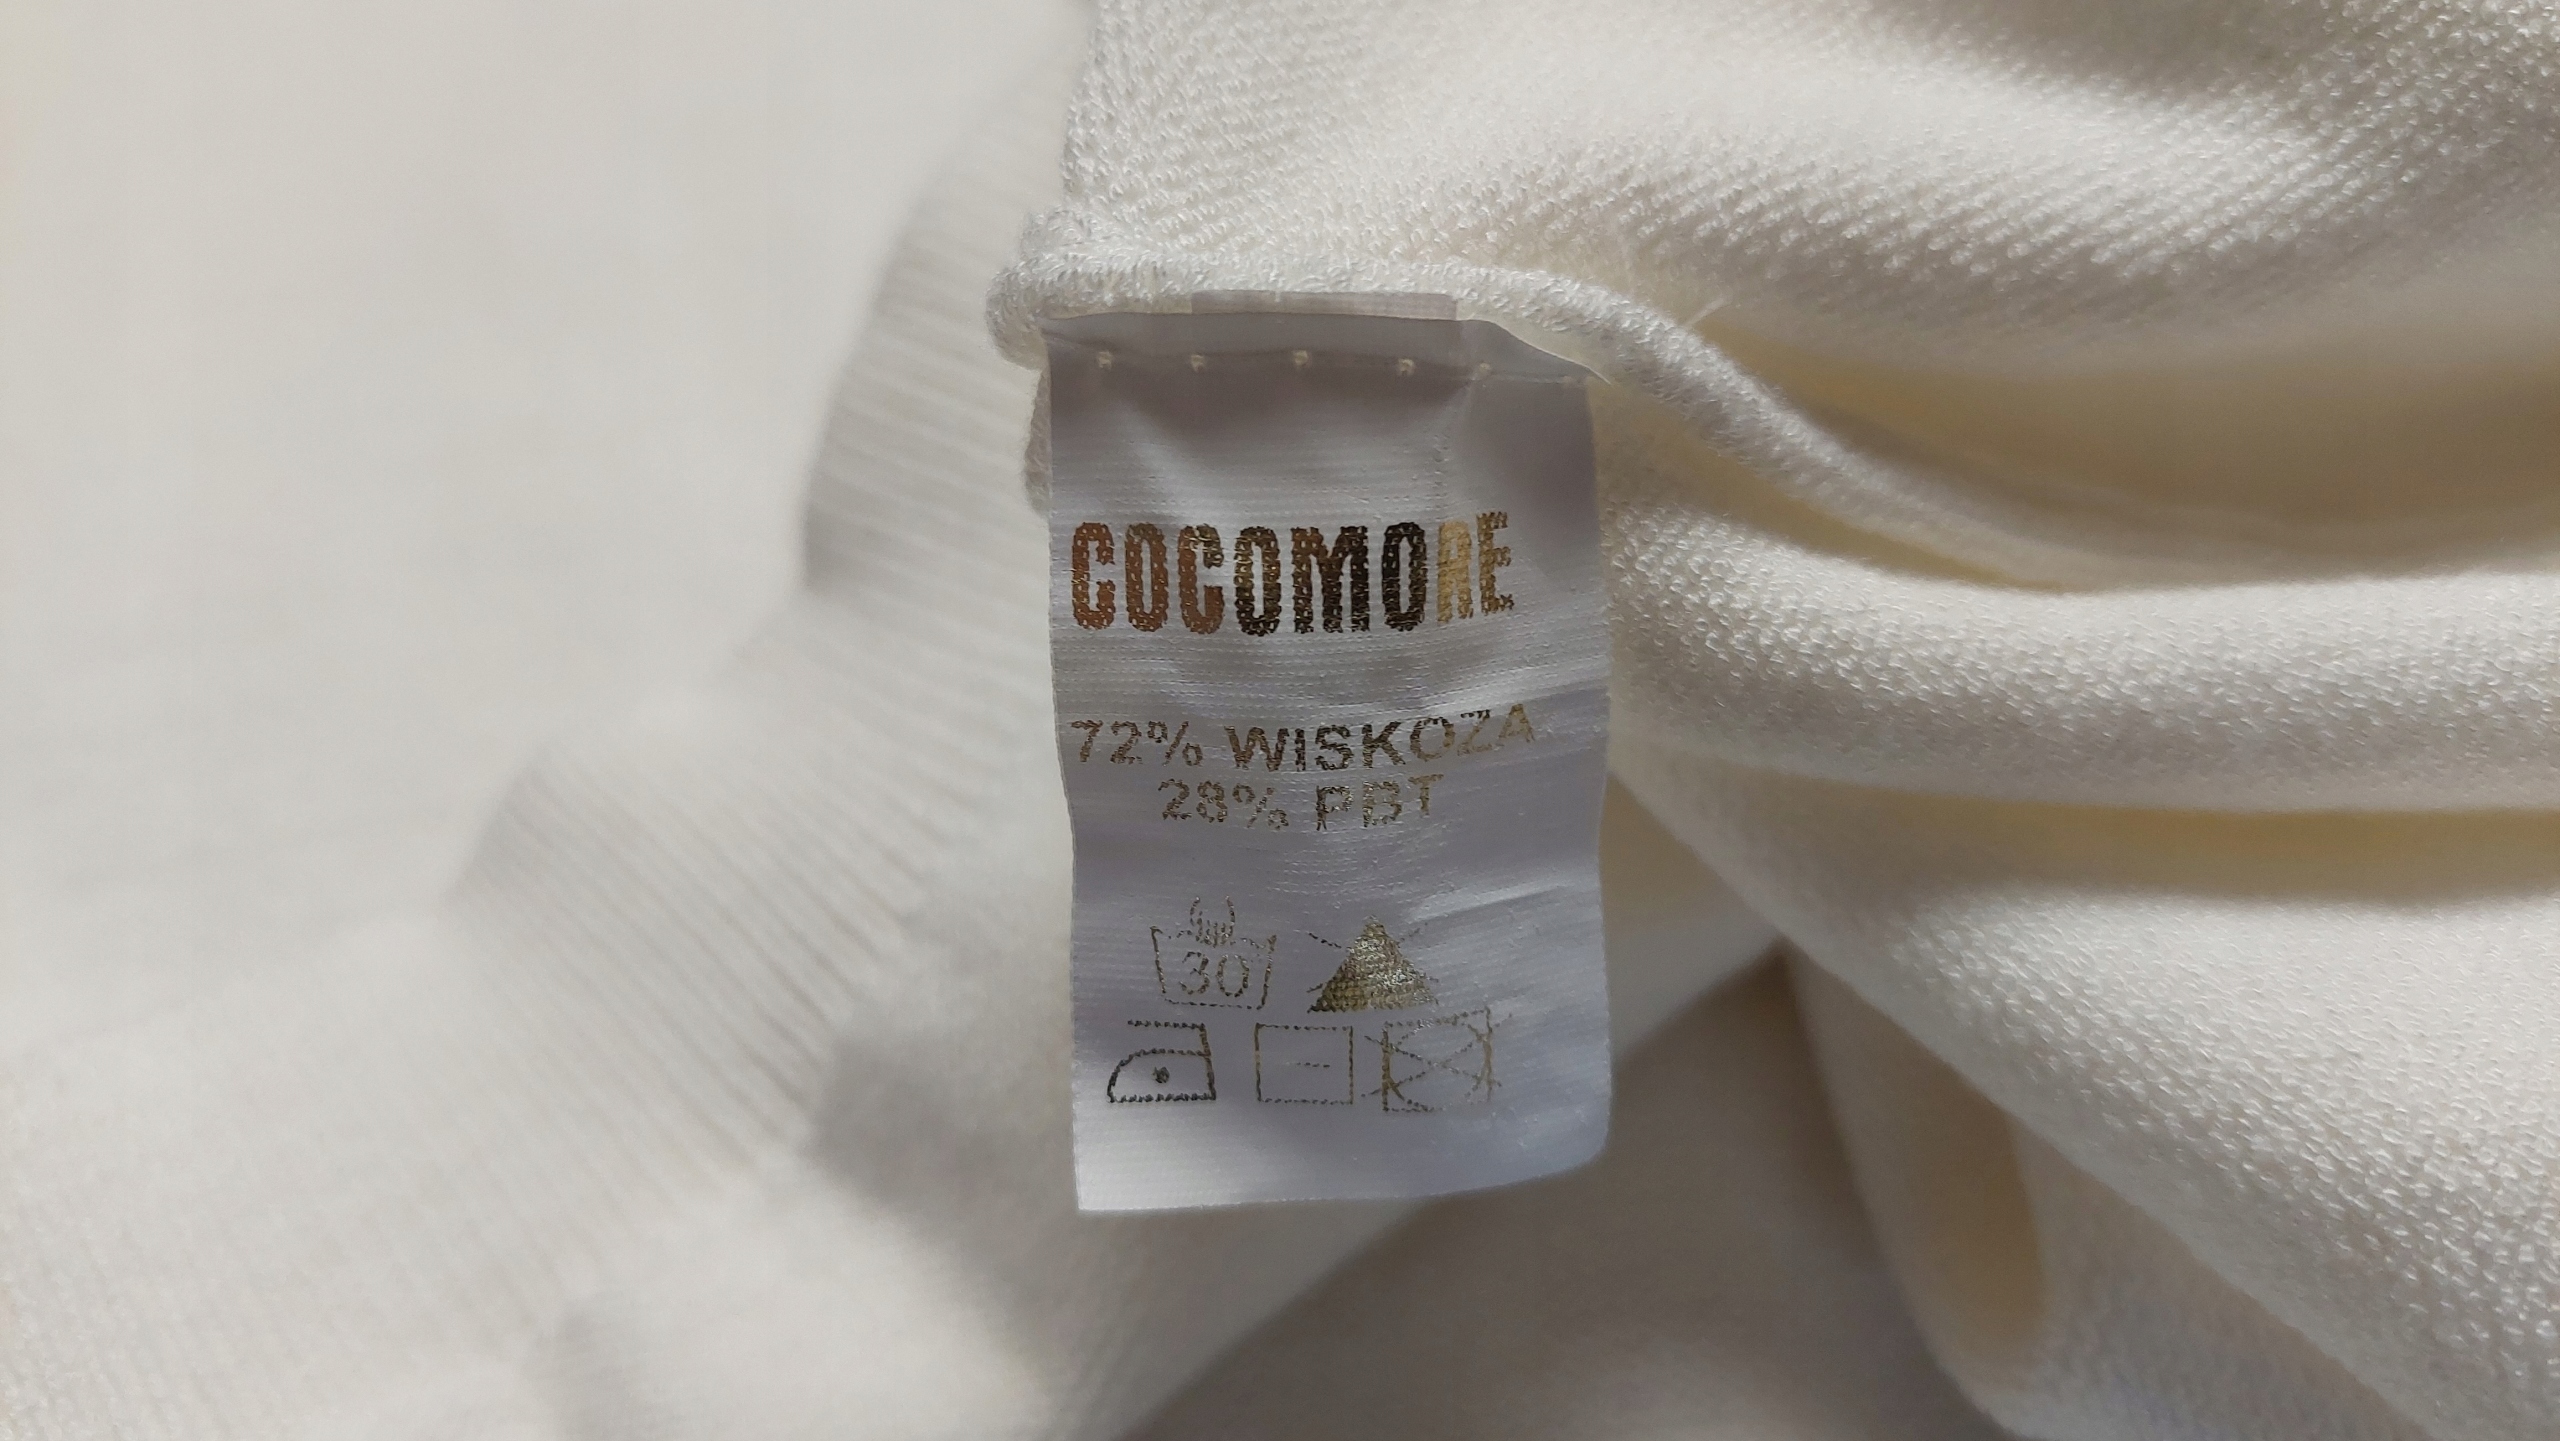 COCOMORE
72% WISKOZA
28% PBT
30